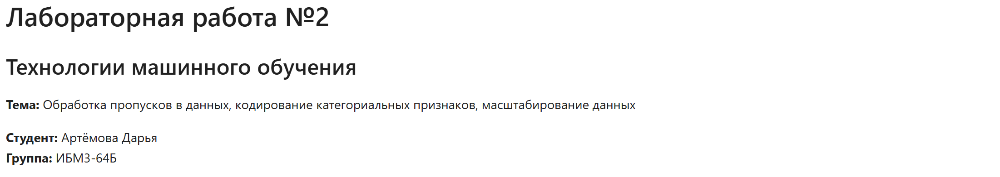 Лабораторная работа №2
Технологии машинного обучения
Тема: Обработка пропусков в данных, кодирование категориальных признаков, масштабирование данных
Студент: Артёмова Дарья
Группа: ИБМ3-64Б